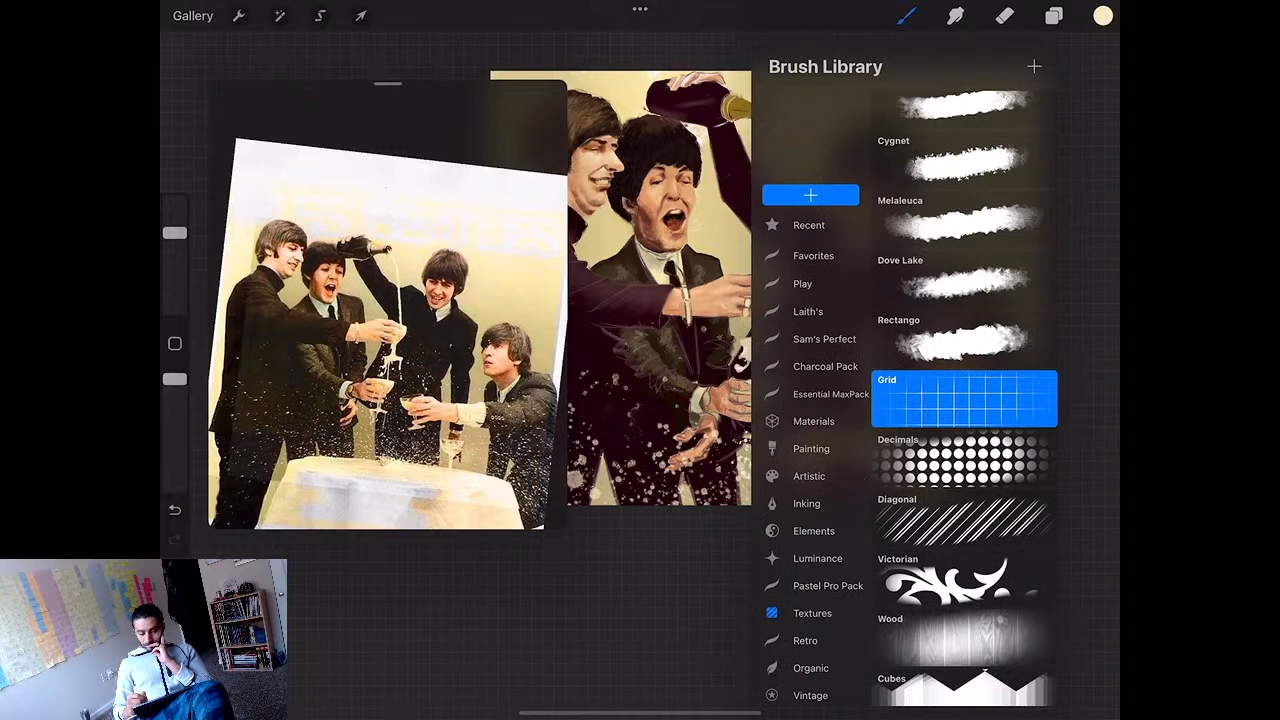 Gallery
Brush Library
Recent
Favorites
Play
Laith's
Sam's Perfect
Charcoal Pack
Essential MaxPack
Materials
Painting
Artistic
Inking
Elements
Luminance
Pastel Pro Pack
Textures
Retro
Organic
Vintage
Cygnet
Melaleuca
Dove Lake
Rectango
Grid
Decimals
Diagonal
Victorian
Wood
Cubes